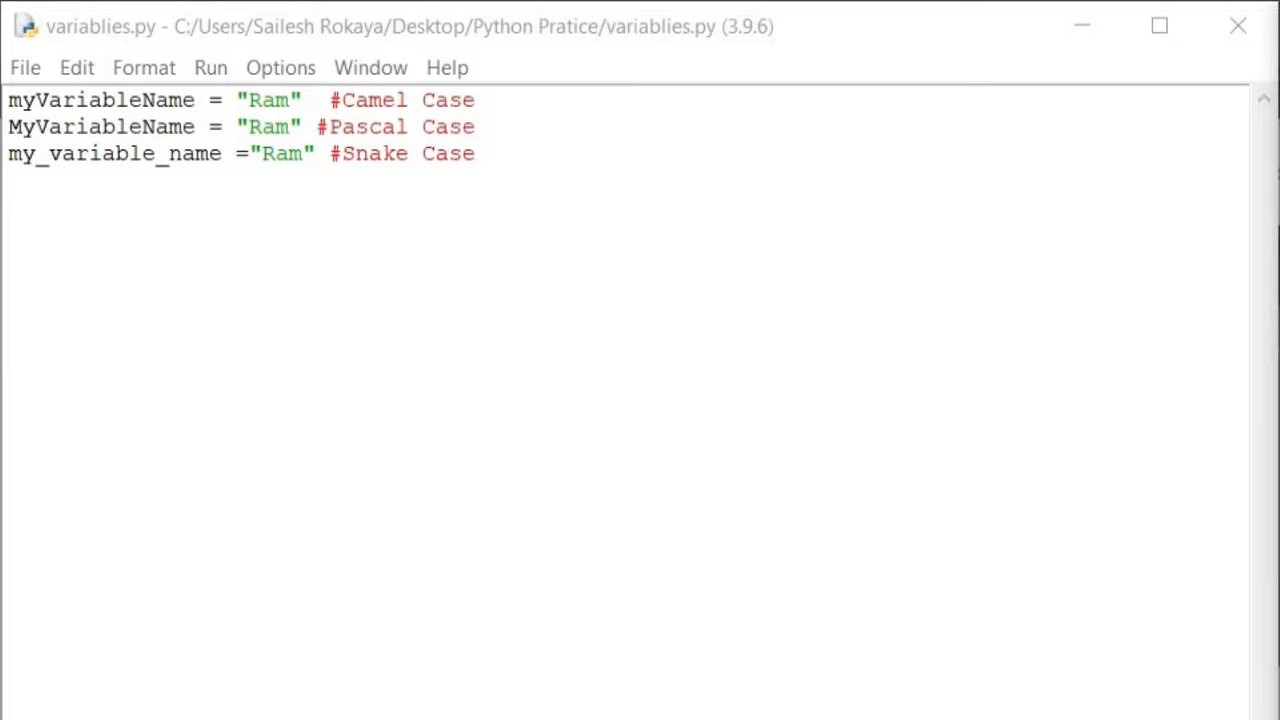 variablies.py - C:/Users/Sailesh Rokaya/Desktop/Python Pratice/variablies.py (3.9.6)
File Edit Format Run Options Window Help
myVariableName = "Ram"  #Camel Case
MyVariableName = "Ram" #Pascal Case
my_variable_name ="Ram" #Snake Case